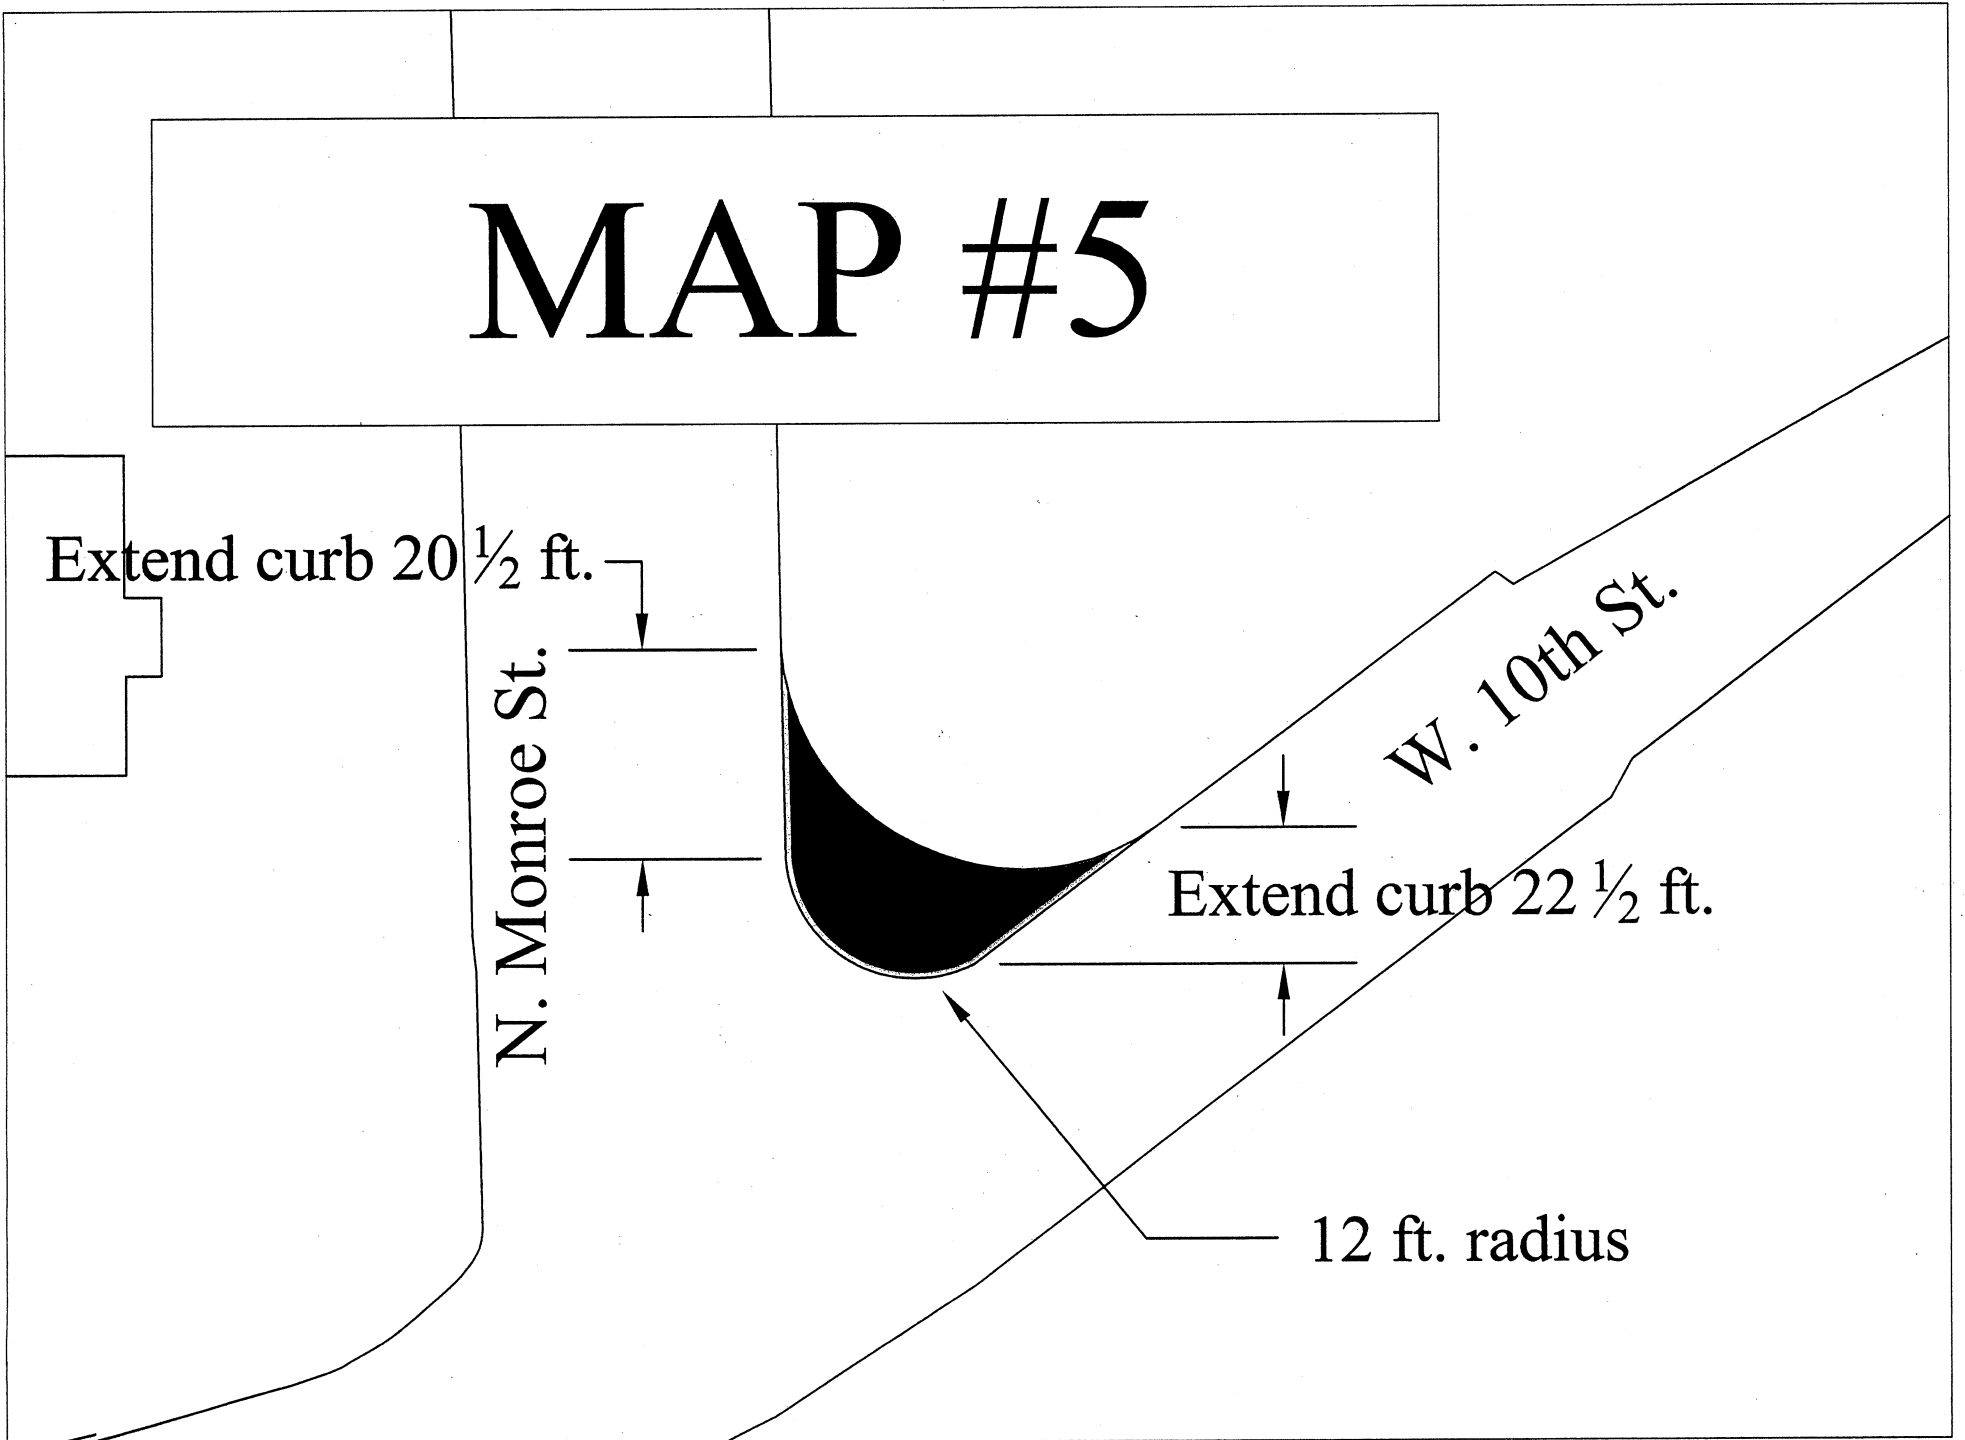 MAP #5
Extend curb 20 ½ ft.
N. Monroe St.
W. 10th St.
Extend curb 22 ½ ft.
12 ft. radius